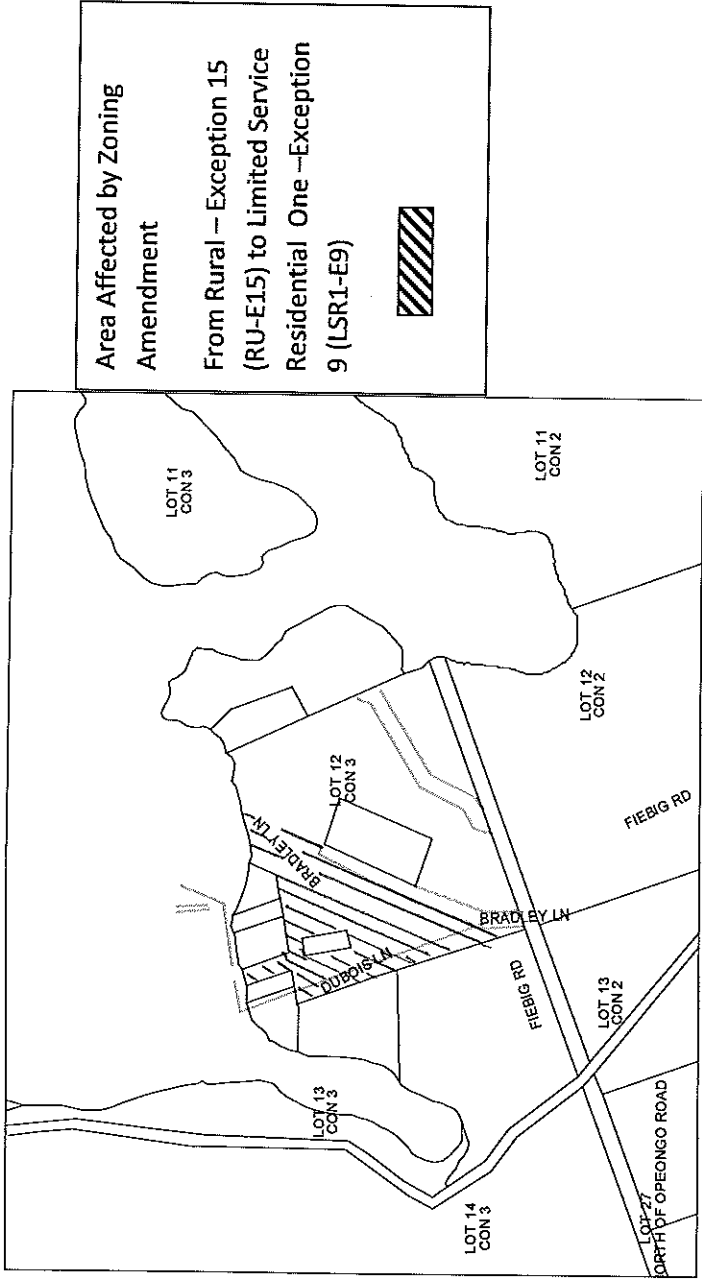 Area Affected by Zoning
Amendment
From Rural – Exception 15
(RU-E15) to Limited Service
Residential One –Exception
9 (LSR1-E9)
LOT 11
CON 3
LOT 11
CON 2
LOT 12
CON 3
LOT 12
CON 2
BRADLEY LN
DUBOIS LN
BRADLEY LN
FIEBIG RD
FIEBIG RD
LOT 13
CON 3
LOT 13
CON 2
LOT 14
CON 3
LOT 27
ORTH OF OPEONGO ROAD